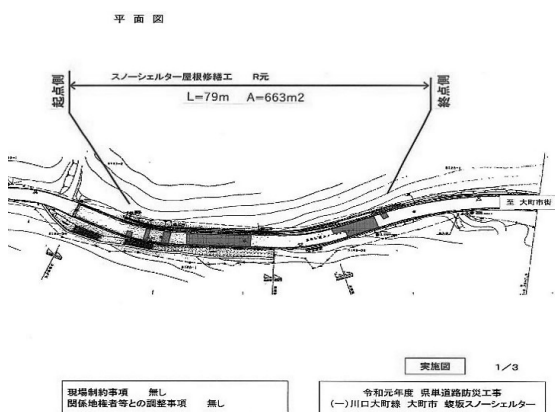 平面図
スノーシェルター屋根修繕工 R元
L=79m A=663m2
起点側
終点側
至 大町市街
実施図 1/3
現場制約事項 無し
関係地権者等との調整事項 無し
令和元年度 県単道路防災工事
(一)川口大町線 大町市 蝮坂スノーシェルター